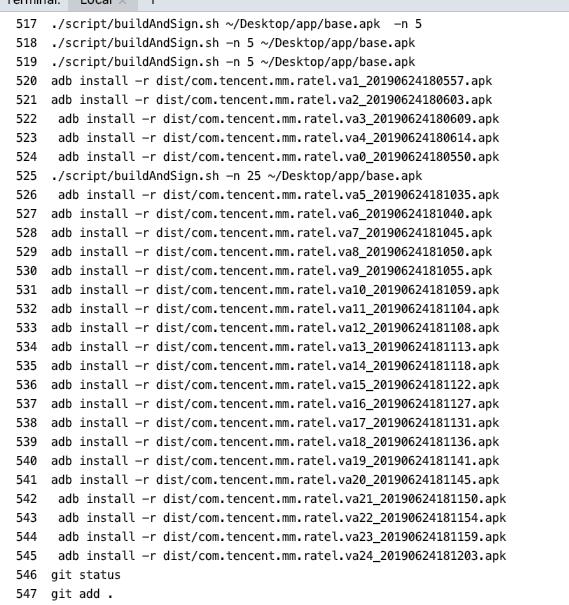 Terminal: Local × +
517 ./script/buildAndSign.sh ~/Desktop/app/base.apk  -n 5
518 ./script/buildAndSign.sh -n 5 ~/Desktop/app/base.apk
519 ./script/buildAndSign.sh -n 5 ~/Desktop/app/base.apk
520 adb install -r dist/com.tencent.mm.ratel.va1_20190624180557.apk
521 adb install -r dist/com.tencent.mm.ratel.va2_20190624180603.apk
522  adb install -r dist/com.tencent.mm.ratel.va3_20190624180609.apk
523  adb install -r dist/com.tencent.mm.ratel.va4_20190624180614.apk
524  adb install -r dist/com.tencent.mm.ratel.va0_20190624180550.apk
525 ./script/buildAndSign.sh -n 25 ~/Desktop/app/base.apk
526  adb install -r dist/com.tencent.mm.ratel.va5_20190624181035.apk
527 adb install -r dist/com.tencent.mm.ratel.va6_20190624181040.apk
528 adb install -r dist/com.tencent.mm.ratel.va7_20190624181045.apk
529 adb install -r dist/com.tencent.mm.ratel.va8_20190624181050.apk
530 adb install -r dist/com.tencent.mm.ratel.va9_20190624181055.apk
531 adb install -r dist/com.tencent.mm.ratel.va10_20190624181059.apk
532 adb install -r dist/com.tencent.mm.ratel.va11_20190624181104.apk
533 adb install -r dist/com.tencent.mm.ratel.va12_20190624181108.apk
534 adb install -r dist/com.tencent.mm.ratel.va13_20190624181113.apk
535 adb install -r dist/com.tencent.mm.ratel.va14_20190624181118.apk
536 adb install -r dist/com.tencent.mm.ratel.va15_20190624181122.apk
537 adb install -r dist/com.tencent.mm.ratel.va16_20190624181127.apk
538 adb install -r dist/com.tencent.mm.ratel.va17_20190624181131.apk
539 adb install -r dist/com.tencent.mm.ratel.va18_20190624181136.apk
540 adb install -r dist/com.tencent.mm.ratel.va19_20190624181141.apk
541 adb install -r dist/com.tencent.mm.ratel.va20_20190624181145.apk
542  adb install -r dist/com.tencent.mm.ratel.va21_20190624181150.apk
543  adb install -r dist/com.tencent.mm.ratel.va22_20190624181154.apk
544  adb install -r dist/com.tencent.mm.ratel.va23_20190624181159.apk
545  adb install -r dist/com.tencent.mm.ratel.va24_20190624181203.apk
546 git status
547 git add .